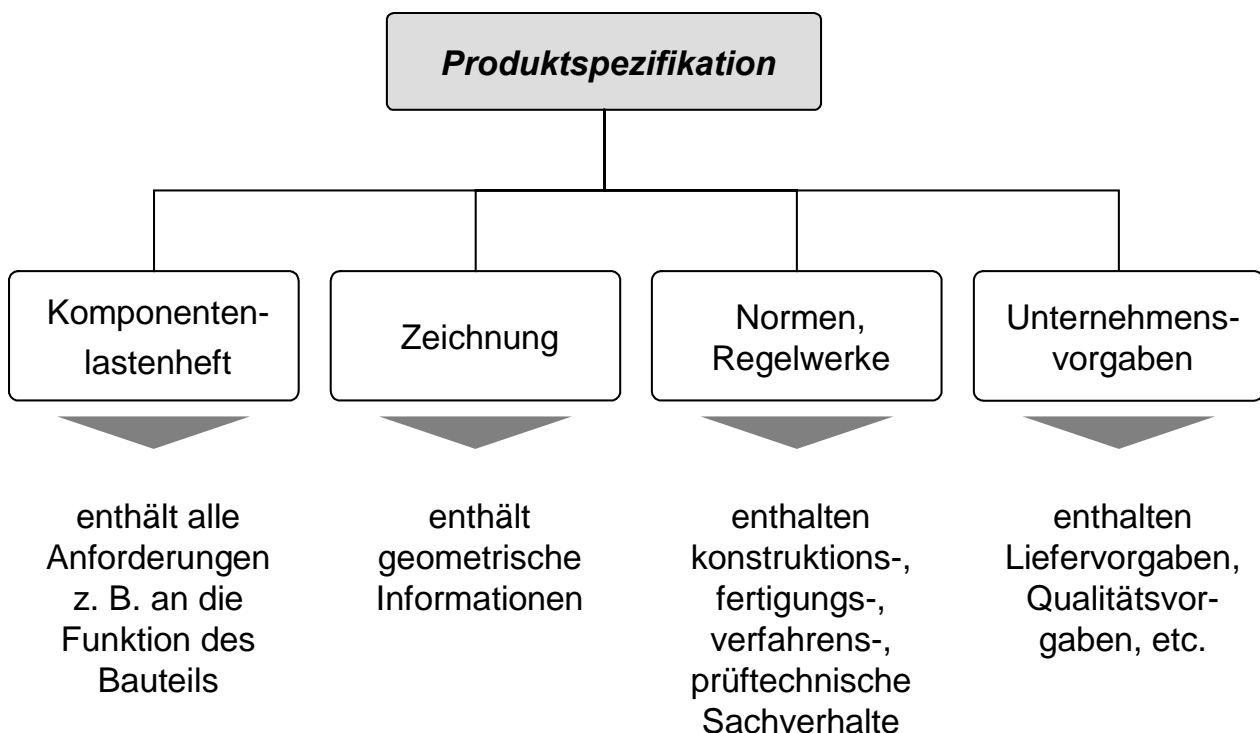 Produktspezifikation
Komponenten-
lastenheft
Zeichnung
Normen,
Regelwerke
Unternehmens-
vorgaben
enthält alle
Anforderungen
z. B. an die
Funktion des
Bauteils
enthält
geometrische
Informationen
enthalten
konstruktions-,
fertigungs-,
verfahrens-,
prüftechnische
Sachverhalte
enthalten
Liefervorgaben,
Qualitätsvor-
gaben, etc.